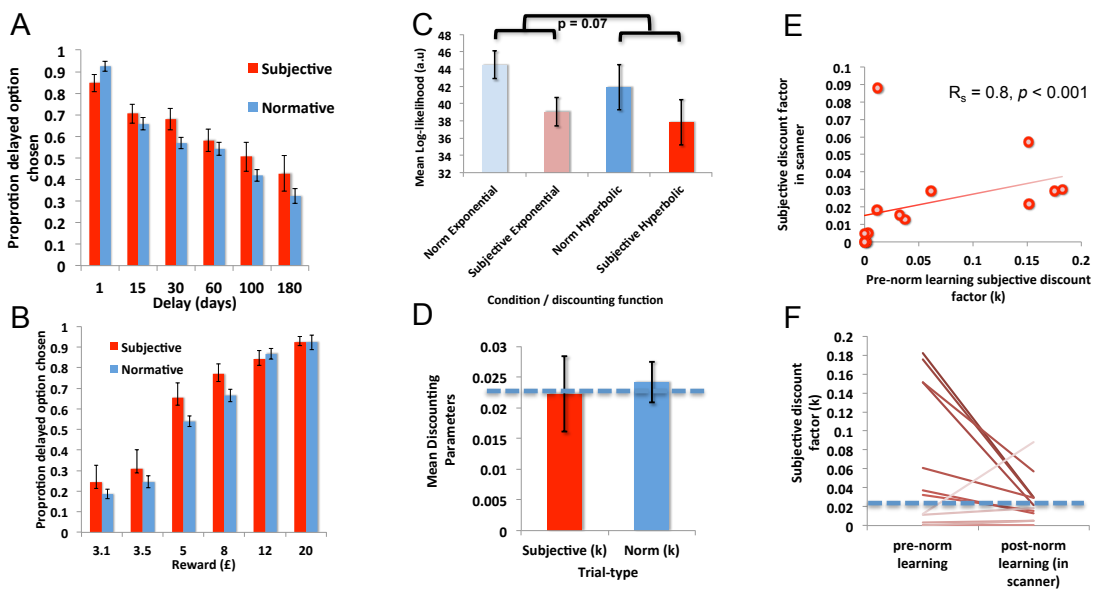 A
Proprotion delayed option
chosen
1
0.9
0.8
0.7
0.6
0.5
0.4
0.3
0.2
0.1
0
Subjective
Normative
1 15 30 60 100 180
Delay (days)
B
Proprotion delayed option chosen
1
0.9
0.8
0.7
0.6
0.5
0.4
0.3
0.2
0.1
0
Subjective
Normative
3.1 3.5 5 8 12 20
Reward (£)
C
p = 0.07
Mean Log-likelihood (a.u)
48
46
44
42
40
38
36
34
32
Norm Exponential
Subjective Exponential
Norm Hyperbolic
Subjective Hyperbolic
Condition / discounting function
D
Mean Discounting
Parameters
0.03
0.025
0.02
0.015
0.01
0.005
0
Subjective (k) Norm (k)
Trial-type
E
Subjective discount factor
in scanner
0.1
0.09
0.08
0.07
0.06
0.05
0.04
0.03
0.02
0.01
0
Rs = 0.8, p < 0.001
0 0.05 0.1 0.15 0.2
Pre-norm learning subjective discount
factor (k)
F
Subjective discount
factor (k)
0.2
0.18
0.16
0.14
0.12
0.1
0.08
0.06
0.04
0.02
0
pre-norm
learning
post-norm
learning (in
scanner)